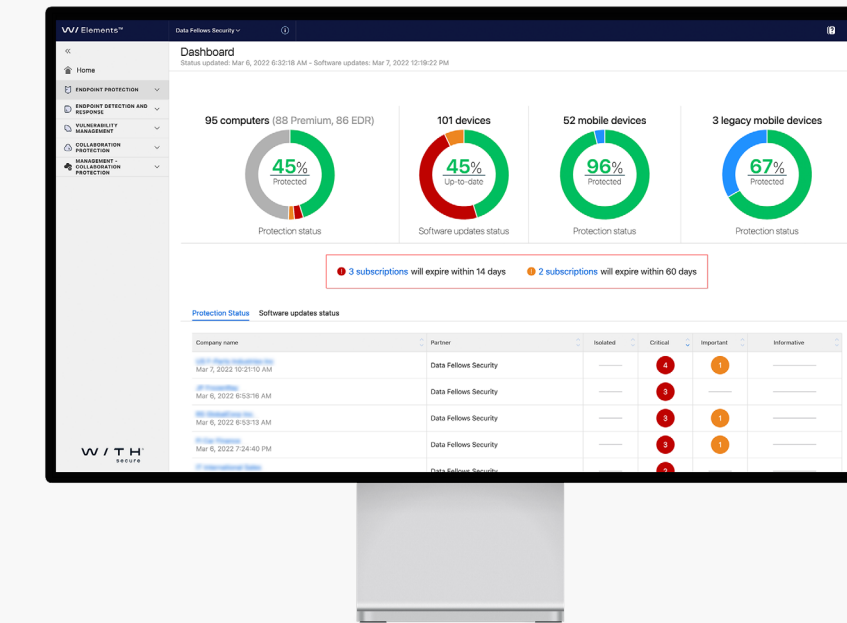 W/ Elements™
Data Fellows Security
«
Dashboard
Status updated: Mar 6, 2022 6:32:18 AM - Software updates: Mar 7, 2022 12:19:22 PM
Home
ENDPOINT PROTECTION
ENDPOINT DETECTION AND
RESPONSE
VULNERABILITY
MANAGEMENT
COLLABORATION
PROTECTION
MANAGEMENT -
COLLABORATION
PROTECTION
95 computers (88 Premium, 86 EDR)
45%
Protected
Protection status
101 devices
45%
Up-to-date
Software updates status
52 mobile devices
96%
Protected
Protection status
3 legacy mobile devices
67%
Protected
Protection status
3 subscriptions will expire within 14 days
2 subscriptions will expire within 60 days
Protection Status Software updates status
Company name Partner Isolated Critical Important Informative
Mar 7, 2022 10:21:10 AM Data Fellows Security 4 1
Data Fellows Security 3
Mar 6, 2022 6:53:16 AM
Data Fellows Security 3 1
Mar 6, 2022 6:53:13 AM
Data Fellows Security 3 1
Mar 6, 2022 7:24:40 PM
Data Fellows Security
W / T H
secure